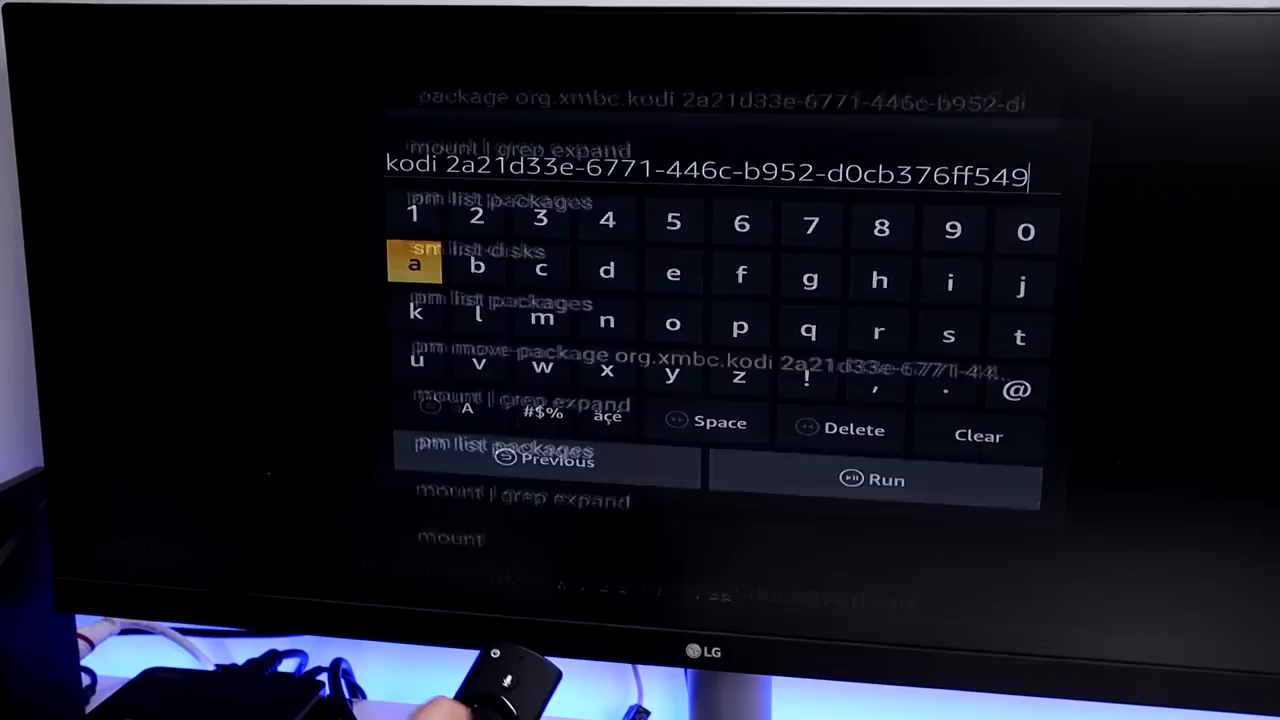 package org.xmbc.kodi 2a21d33e-6771-446c-b952-d
mount | grep expand
kodi 2a21d33e-6771-446c-b952-d0cb376ff549
pm list packages
1 2 3 4 5 6 7 8 9 0
sm list-disks
a b c d e f g h i j
pm list packages
k l m n o p q r s t
pm move-package org.xmbc.kodi 2a21d33e-6771-44...
u v w x y z ! , . @
mount | grep expand
A #$% äçé Space Delete Clear
pm list packages
Previous Run
mount | grep expand
mount
d0cb376ff549
LG